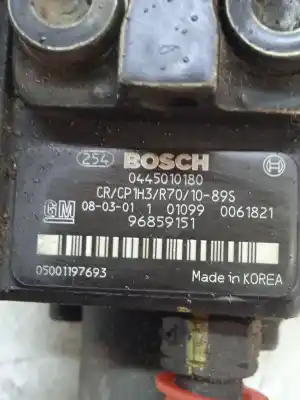 254 BOSCH
0445010180
CR/CP1H3/R70/10-89S
GM 08-03-01 1 01099 0061821
96859151
05001197693 Made in KOREA